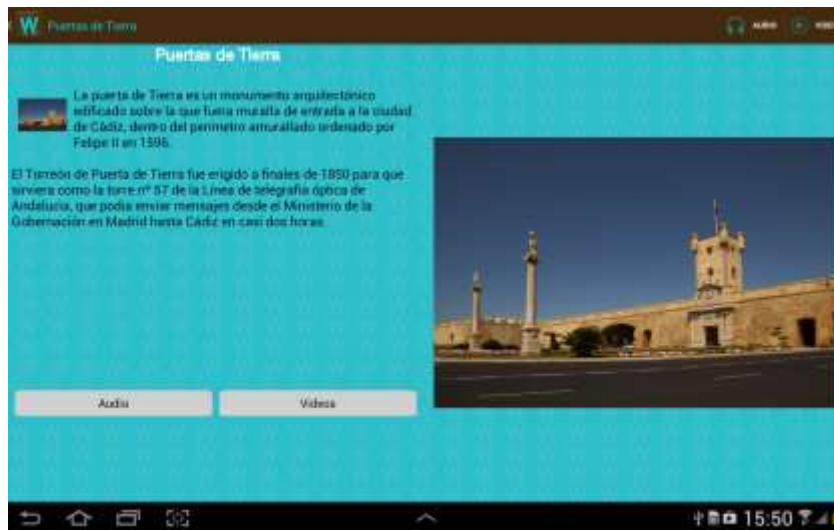 W Puertas de Tierra
AUDIO
Puertas de Tierra
La puerta de Tierra es un monumento arquitectónico
edificado sobre la que fuera muralla de entrada a la ciudad
de Cádiz, dentro del perímetro amurallado ordenado por
Felipe II en 1596.
El Torreón de Puerta de Tierra fue erigido a finales de 1850 para que
sirviera como la torre nº 57 de la Línea de telegrafía óptica de
Andalucía, que podía enviar mensajes desde el Ministerio de la
Gobernación en Madrid hasta Cádiz en casi dos horas.
Audio
Videos
15:50